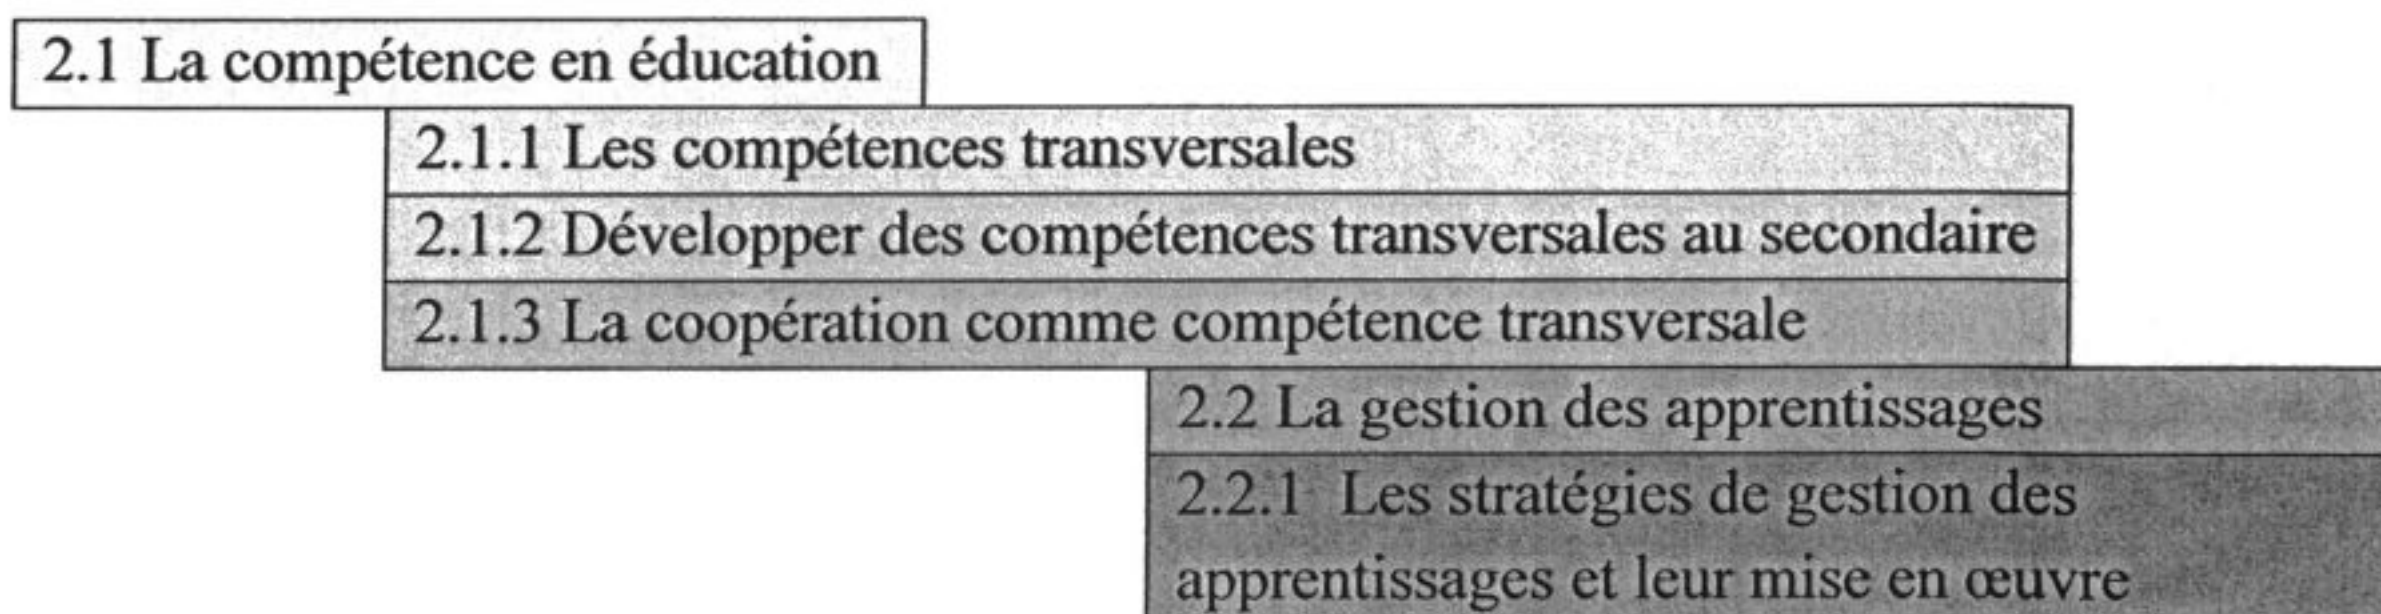 2.1 La compétence en éducation
2.1.1 Les compétences transversales
2.1.2 Développer des compétences transversales au secondaire
2.1.3 La coopération comme compétence transversale
2.2 La gestion des apprentissages
2.2.1 Les stratégies de gestion des
apprentissages et leur mise en œuvre